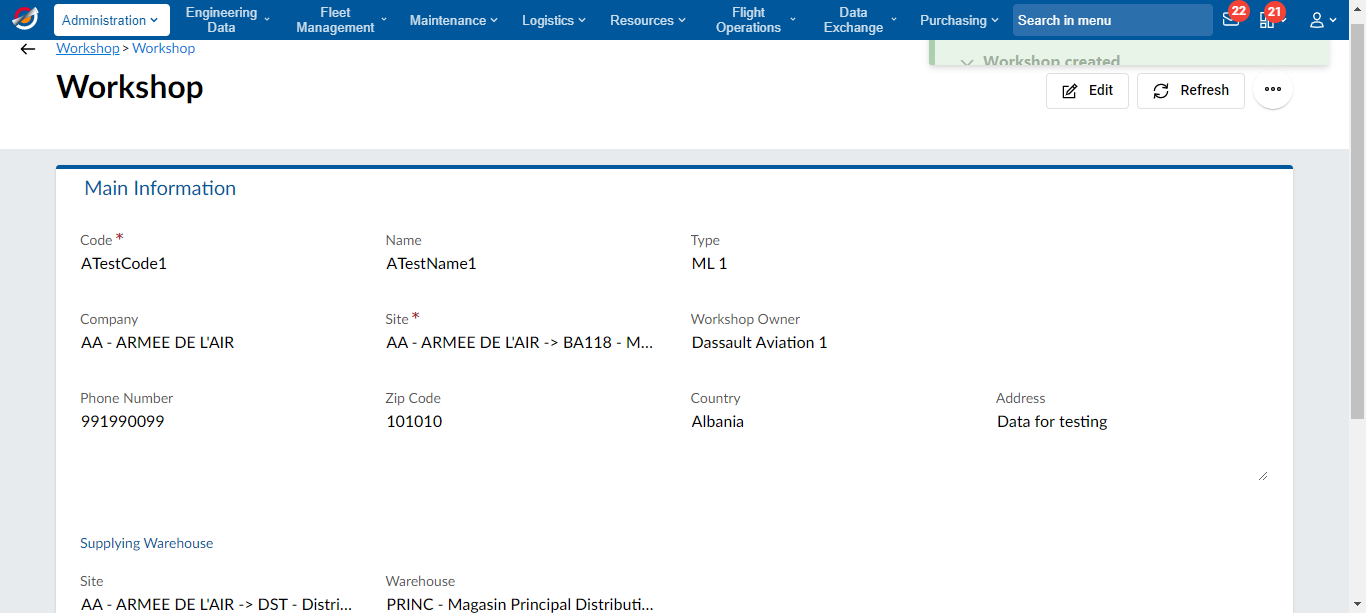 Administration
Engineering
Data
Fleet
Management
Maintenance
Logistics
Resources
Flight
Operations
Data
Exchange
Purchasing
Search in menu
22
21
Workshop > Workshop
Workshop created
Workshop
Edit
Refresh
Main Information
Code *
Name
Type
ATestCode1
ATestName1
ML 1
Company
Site *
Workshop Owner
AA - ARMEE DE L'AIR
AA - ARMEE DE L'AIR -> BA118 - M...
Dassault Aviation 1
Phone Number
Zip Code
Country
Address
991990099
101010
Albania
Data for testing
Supplying Warehouse
Site
Warehouse
AA - ARMEE DE L'AIR -> DST - Distri...
PRINC - Magasin Principal Distributi...